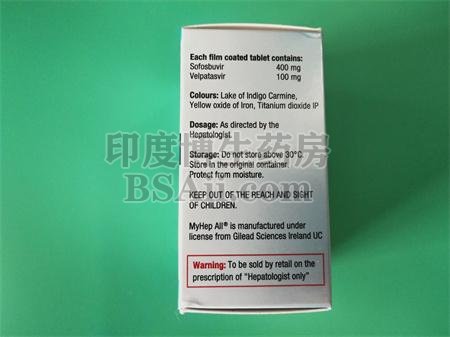 Each film coated tablet contains:
Sofosbuvir 400 mg
Velpatasvir 100 mg
Colours: Lake of Indigo Carmine,
Yellow oxide of Iron, Titanium dioxide IP
Dosage: As directed by the
Hepatologist.
印度博生药房
Storage: Do not store above 30°C.
Store in the original container.
Protect from moisture.
BSAu.com
KEEP OUT OF THE REACH AND SIGHT
OF CHILDREN.
MyHep All® is manufactured under
license from Gilead Sciences Ireland UC
Warning: To be sold by retail on the
prescription of "Hepatologist only"